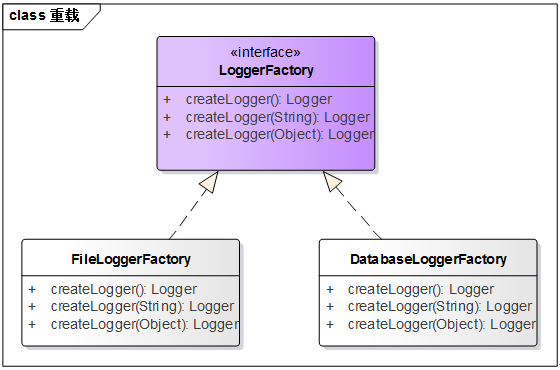 class 重载
«interface»
LoggerFactory
+ createLogger(): Logger
+ createLogger(String): Logger
+ createLogger(Object): Logger
FileLoggerFactory
+ createLogger(): Logger
+ createLogger(String): Logger
+ createLogger(Object): Logger
DatabaseLoggerFactory
+ createLogger(): Logger
+ createLogger(String): Logger
+ createLogger(Object): Logger